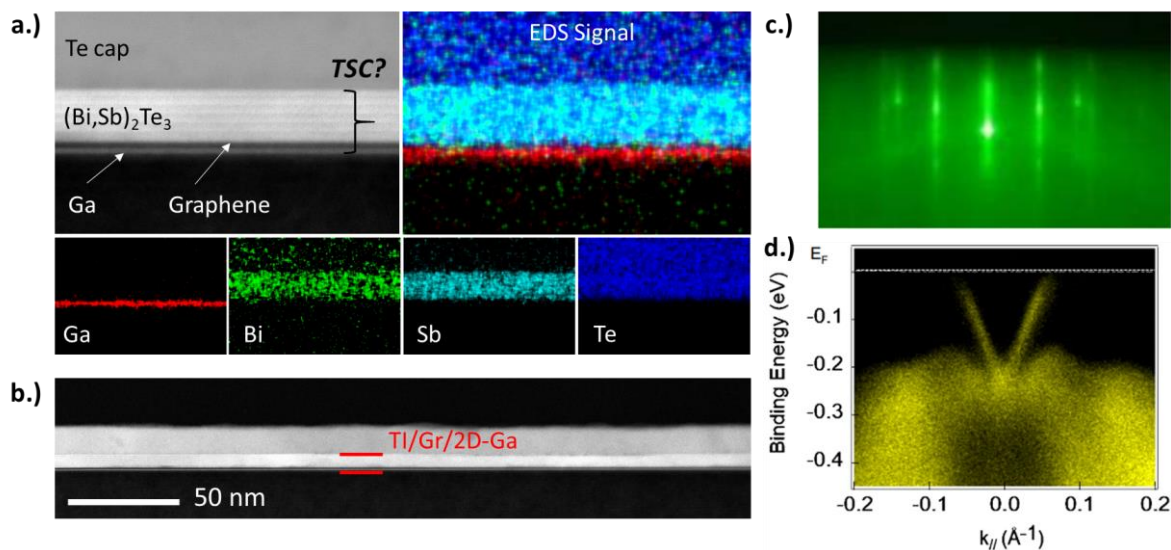 a.)
Te cap
TSC?
(Bi,Sb)₂Te₃
Ga
Graphene
EDS Signal
Ga
Bi
Sb
Te
b.)
TI/Gr/2D-Ga
50 nm
c.)
d.)
E_F
Binding Energy (eV)
-0.1
-0.2
-0.3
-0.4
-0.2
-0.1
0.0
0.1
0.2
k_{//} (Å⁻¹)